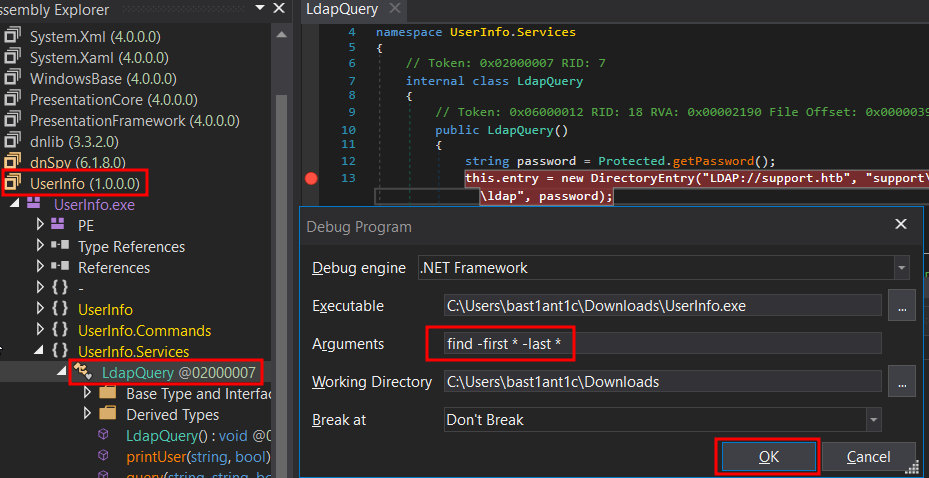 ssembly Explorer
System.Xml (4.0.0.0)
System.Xaml (4.0.0.0)
WindowsBase (4.0.0.0)
PresentationCore (4.0.0.0)
PresentationFramework (4.0.0.0)
dnlib (3.3.2.0)
dnSpy (6.1.8.0)
UserInfo (1.0.0.0)
UserInfo.exe
PE
Type References
References
-
UserInfo
UserInfo.Commands
UserInfo.Services
LdapQuery @02000007
Base Type and Interfa
Derived Types
LdapQuery() : void @0
printUser(string, bool)
query(string, string, bo
LdapQuery
4 namespace UserInfo.Services
5 {
6 // Token: 0x02000007 RID: 7
7 internal class LdapQuery
8 {
9 // Token: 0x06000012 RID: 18 RVA: 0x00002190 File Offset: 0x0000039
10 public LdapQuery()
11 {
12 string password = Protected.getPassword();
13 this.entry = new DirectoryEntry("LDAP://support.htb", "support\
\ldap", password);
Debug Program
Debug engine .NET Framework
Executable C:\Users\bast1ant1c\Downloads\UserInfo.exe ...
Arguments find -first * -last *
Working Directory C:\Users\bast1ant1c\Downloads ...
Break at Don't Break
OK Cancel